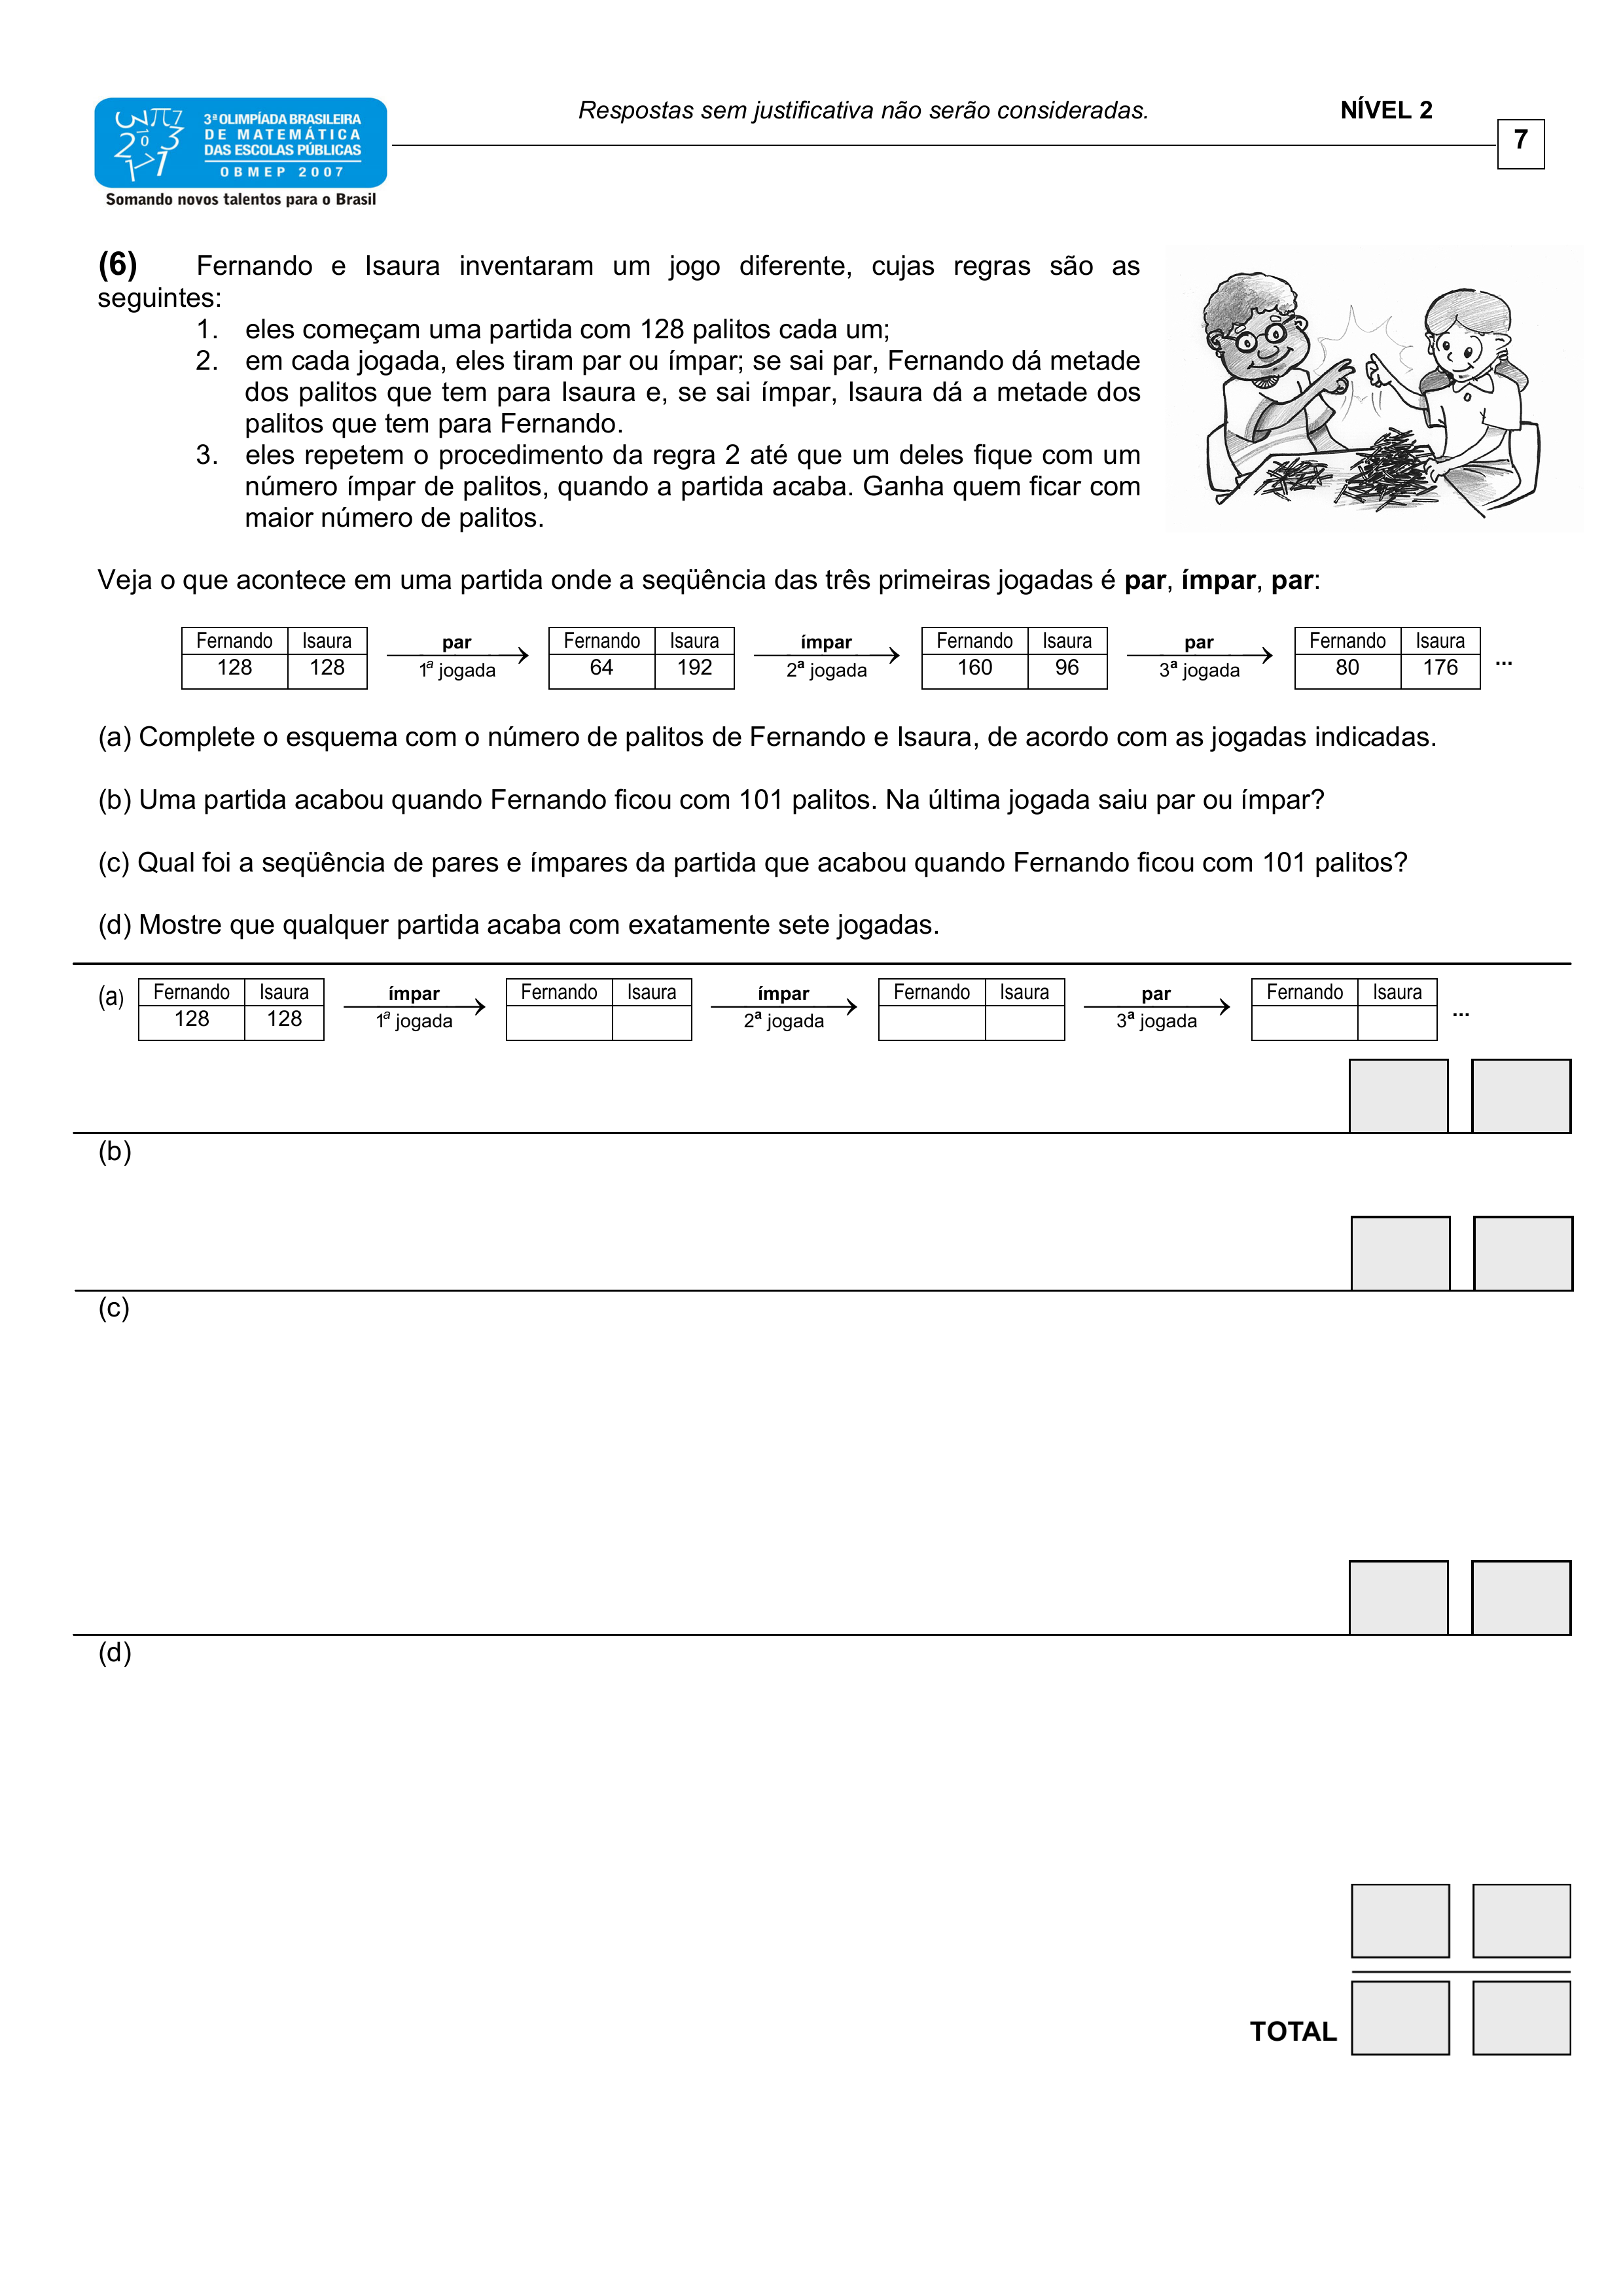 3ª OLIMPÍADA BRASILEIRA
DE MATEMÁTICA
DAS ESCOLAS PÚBLICAS
OBMEP 2007
Somando novos talentos para o Brasil
Respostas sem justificativa não serão consideradas.
NÍVEL 2
7
(6) Fernando e Isaura inventaram um jogo diferente, cujas regras são as
seguintes:
1. eles começam uma partida com 128 palitos cada um;
2. em cada jogada, eles tiram par ou ímpar; se sai par, Fernando dá metade
dos palitos que tem para Isaura e, se sai ímpar, Isaura dá a metade dos
palitos que tem para Fernando.
3. eles repetem o procedimento da regra 2 até que um deles fique com um
número ímpar de palitos, quando a partida acaba. Ganha quem ficar com
maior número de palitos.
Veja o que acontece em uma partida onde a seqüência das três primeiras jogadas é par, ímpar, par:
Fernando Isaura par Fernando Isaura ímpar Fernando Isaura par Fernando Isaura
128 128 1ª jogada 64 192 2ª jogada 160 96 3ª jogada 80 176 ...
(a) Complete o esquema com o número de palitos de Fernando e Isaura, de acordo com as jogadas indicadas.
(b) Uma partida acabou quando Fernando ficou com 101 palitos. Na última jogada saiu par ou ímpar?
(c) Qual foi a seqüência de pares e ímpares da partida que acabou quando Fernando ficou com 101 palitos?
(d) Mostre que qualquer partida acaba com exatamente sete jogadas.
(a) Fernando Isaura ímpar Fernando Isaura ímpar Fernando Isaura par Fernando Isaura
128 128 1ª jogada 2ª jogada 3ª jogada ...
(b)
(c)
(d)
TOTAL